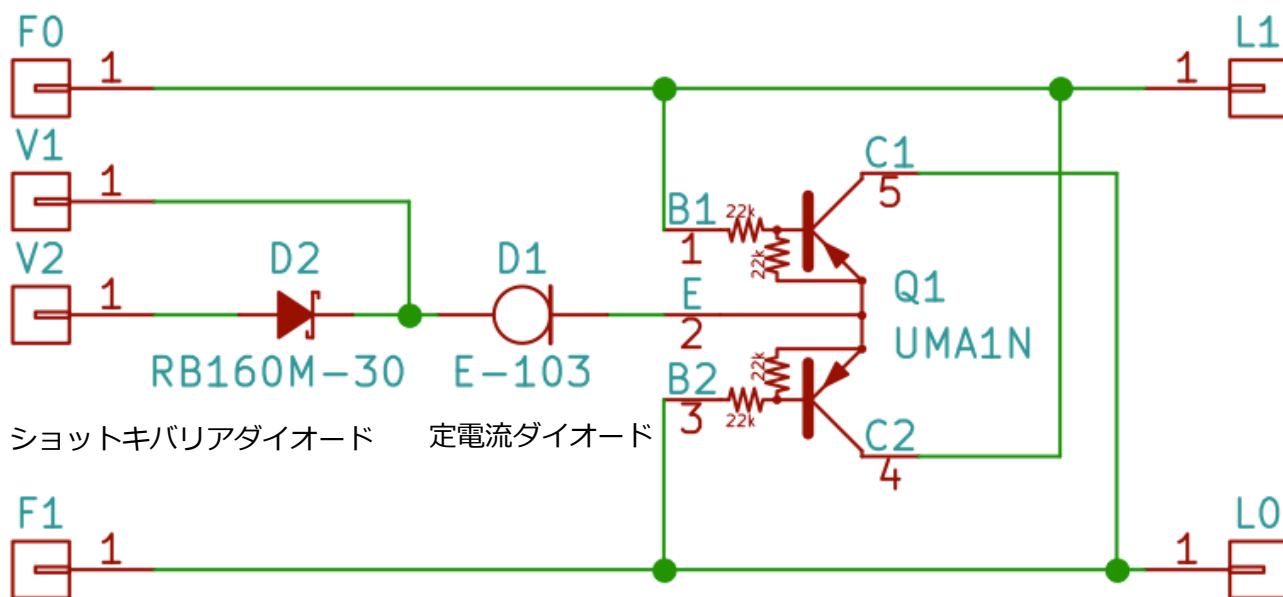 F0
1
L1
1
V1
1
C1
5
B1
22k
1
22k
V2
1
D2
D1
E
2
Q1
UMA1N
RB160M-30
E-103
22k
B2
3
22k
C2
4
ショットキバリアダイオード
定電流ダイオード
F1
1
L0
1